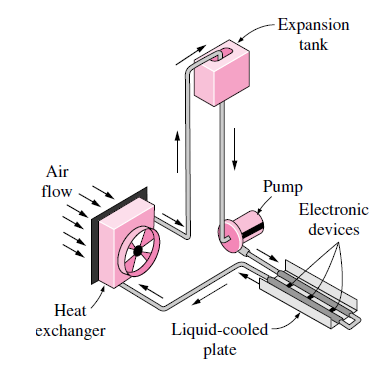 Expansion
tank
Air
flow
Pump
Electronic
devices
Heat
exchanger
Liquid-cooled
plate